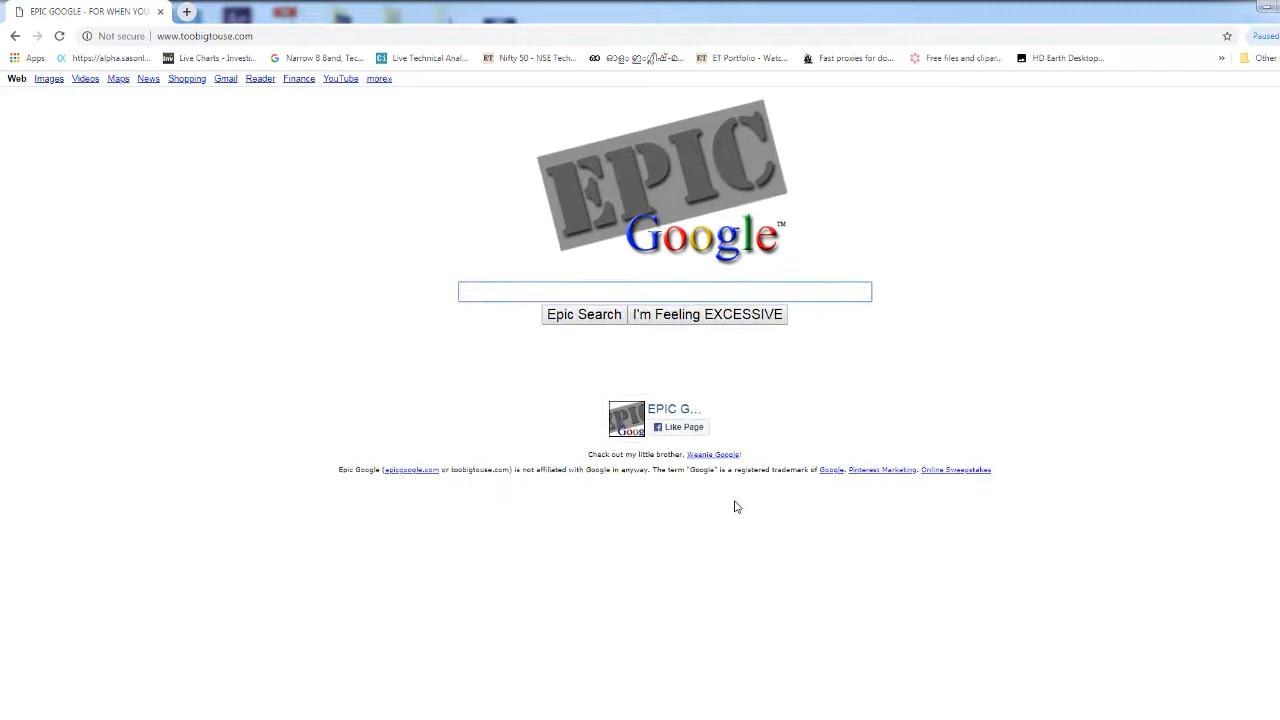 EPIC GOOGLE - FOR WHEN YOU
Not secure www.toobigtouse.com Paused
Apps https://alpha.sasonl... Live Charts - Investi... Narrow B Band, Tec... Live Technical Anal... Nifty 50 - NSE Tech... ഓളം ഇംഗ്ലീഷ്-മ... ET Portfolio - Watc... Fast proxies for do... Free files and clipar... HD Earth Desktop... » Other
Web Images Videos Maps News Shopping Gmail Reader Finance YouTube more»
EPIC
Google™
Epic Search I'm Feeling EXCESSIVE
EPIC G...
Like Page
Check out my little brother, Weenie Google!
Epic Google (epicgoogle.com or toobigtouse.com) is not affiliated with Google in anyway. The term "Google" is a registered trademark of Google. Pinterest Marketing. Online Sweepstakes